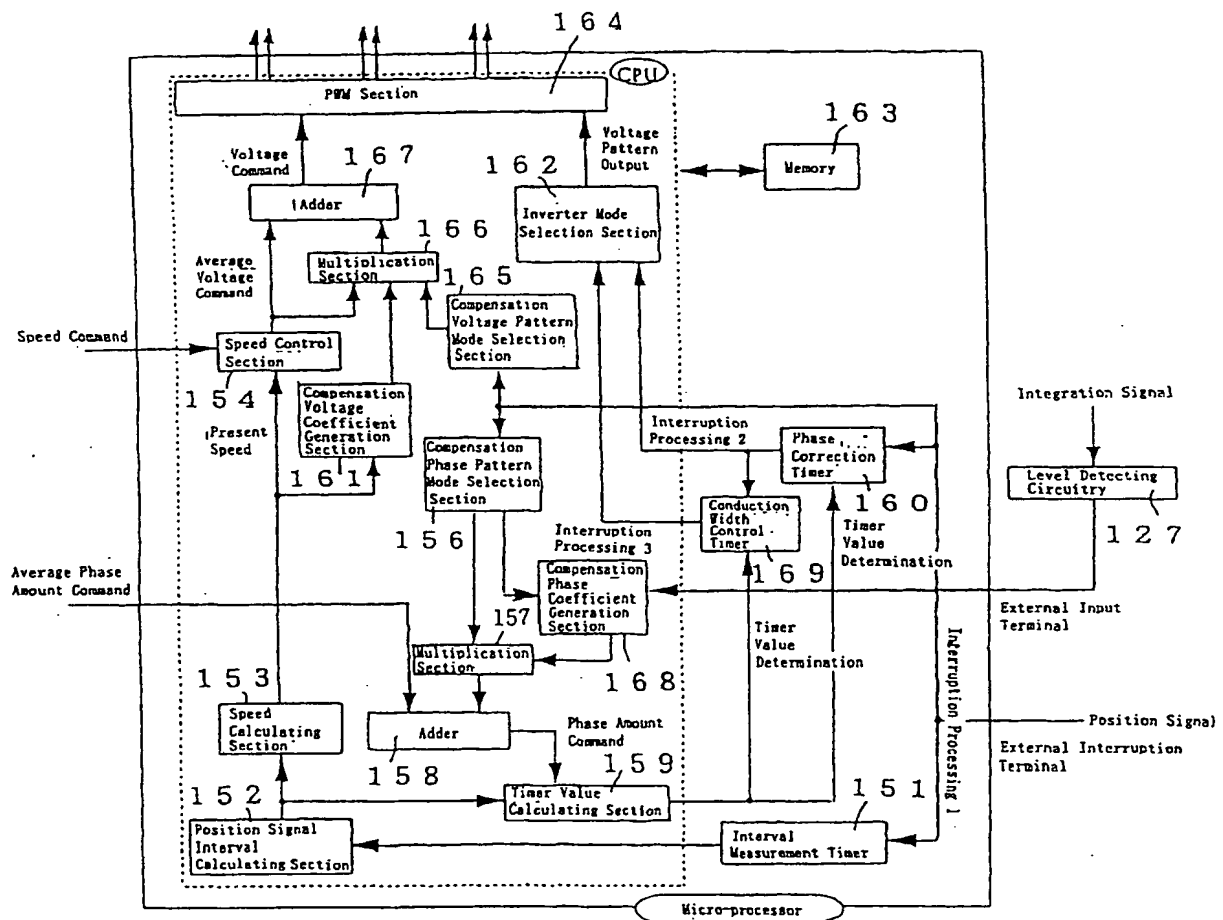 1 6 4
CPU
PWM Section
1 6 3
Memory
Voltage
Command
1 6 7
Voltage
Pattern
Output
1 6 2
Adder
Inverter Mode
Selection Section
1 6 6
Average
Voltage
Command
Multiplication
Section
1 6 5
Compensation
Voltage Pattern
Mode Selection
Section
Speed Command
Speed Control
Section
1 5 4
Compensation
Voltage
Coefficient
Generation
Section
1 6 1
Present
Speed
Integration Signal
Interruption
Processing 2
Phase
Correction
Timer
1 6 0
Compensation
Phase Pattern
Mode Selection
Section
1 5 6
Level Detecting
Circuitry
1 2 7
Conduction
Width
Control
Timer
1 6 9
Timer
Value
Determination
Interruption
Processing 3
Average Phase
Amount Command
Compensation
Phase
Coefficient
Generation
Section
1 6 8
External Input
Terminal
157
Multiplication
Section
Timer
Value
Determination
1 5 3
Speed
Calculating
Section
Adder
1 5 8
Phase Amount
Command
Interruption Processing 1
Position Signal
External Interruption
Terminal
1 5 9
Timer Value
Calculating Section
1 5 2
Position Signal
Interval
Calculating Section
1 5 1
Interval
Measurement Timer
Micro-processor